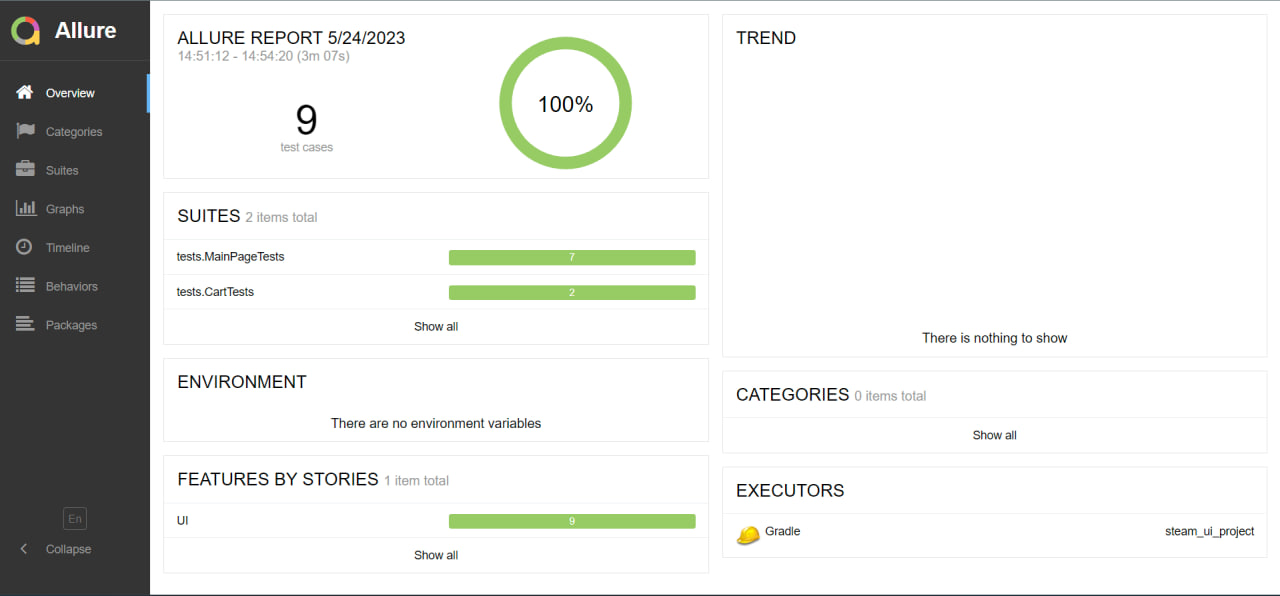 Allure
Overview
Categories
Suites
Graphs
Timeline
Behaviors
Packages
En
Collapse
ALLURE REPORT 5/24/2023
14:51:12 - 14:54:20 (3m 07s)
9
test cases
100%
SUITES 2 items total
tests.MainPageTests 7
tests.CartTests 2
Show all
ENVIRONMENT
There are no environment variables
FEATURES BY STORIES 1 item total
UI 9
Show all
TREND
There is nothing to show
CATEGORIES 0 items total
Show all
EXECUTORS
Gradle steam_ui_project